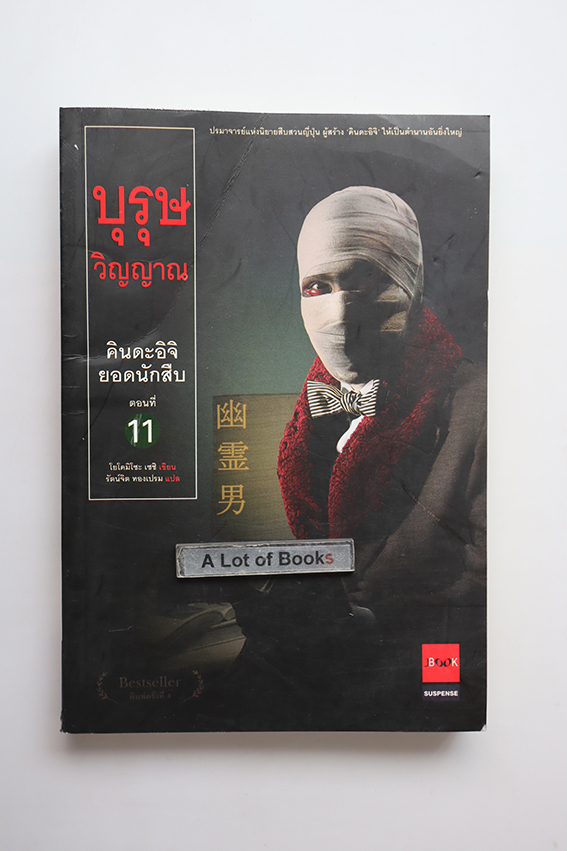 ปรมาจารย์แห่งนิยายสืบสวนญี่ปุ่น ผู้สร้าง 'คินดะอิจิ' ให้เป็นตำนานอันยิ่งใหญ่
บุรุษ
วิญญาณ
คินดะอิจิ
ยอดนักสืบ
ตอนที่
11
โยโคมิโซะ เซชิ เขียน
รัตน์จิต ทองเปรม แปล
幽
霊
男
A Lot of Books
JBOOK
SUSPENSE
Bestseller